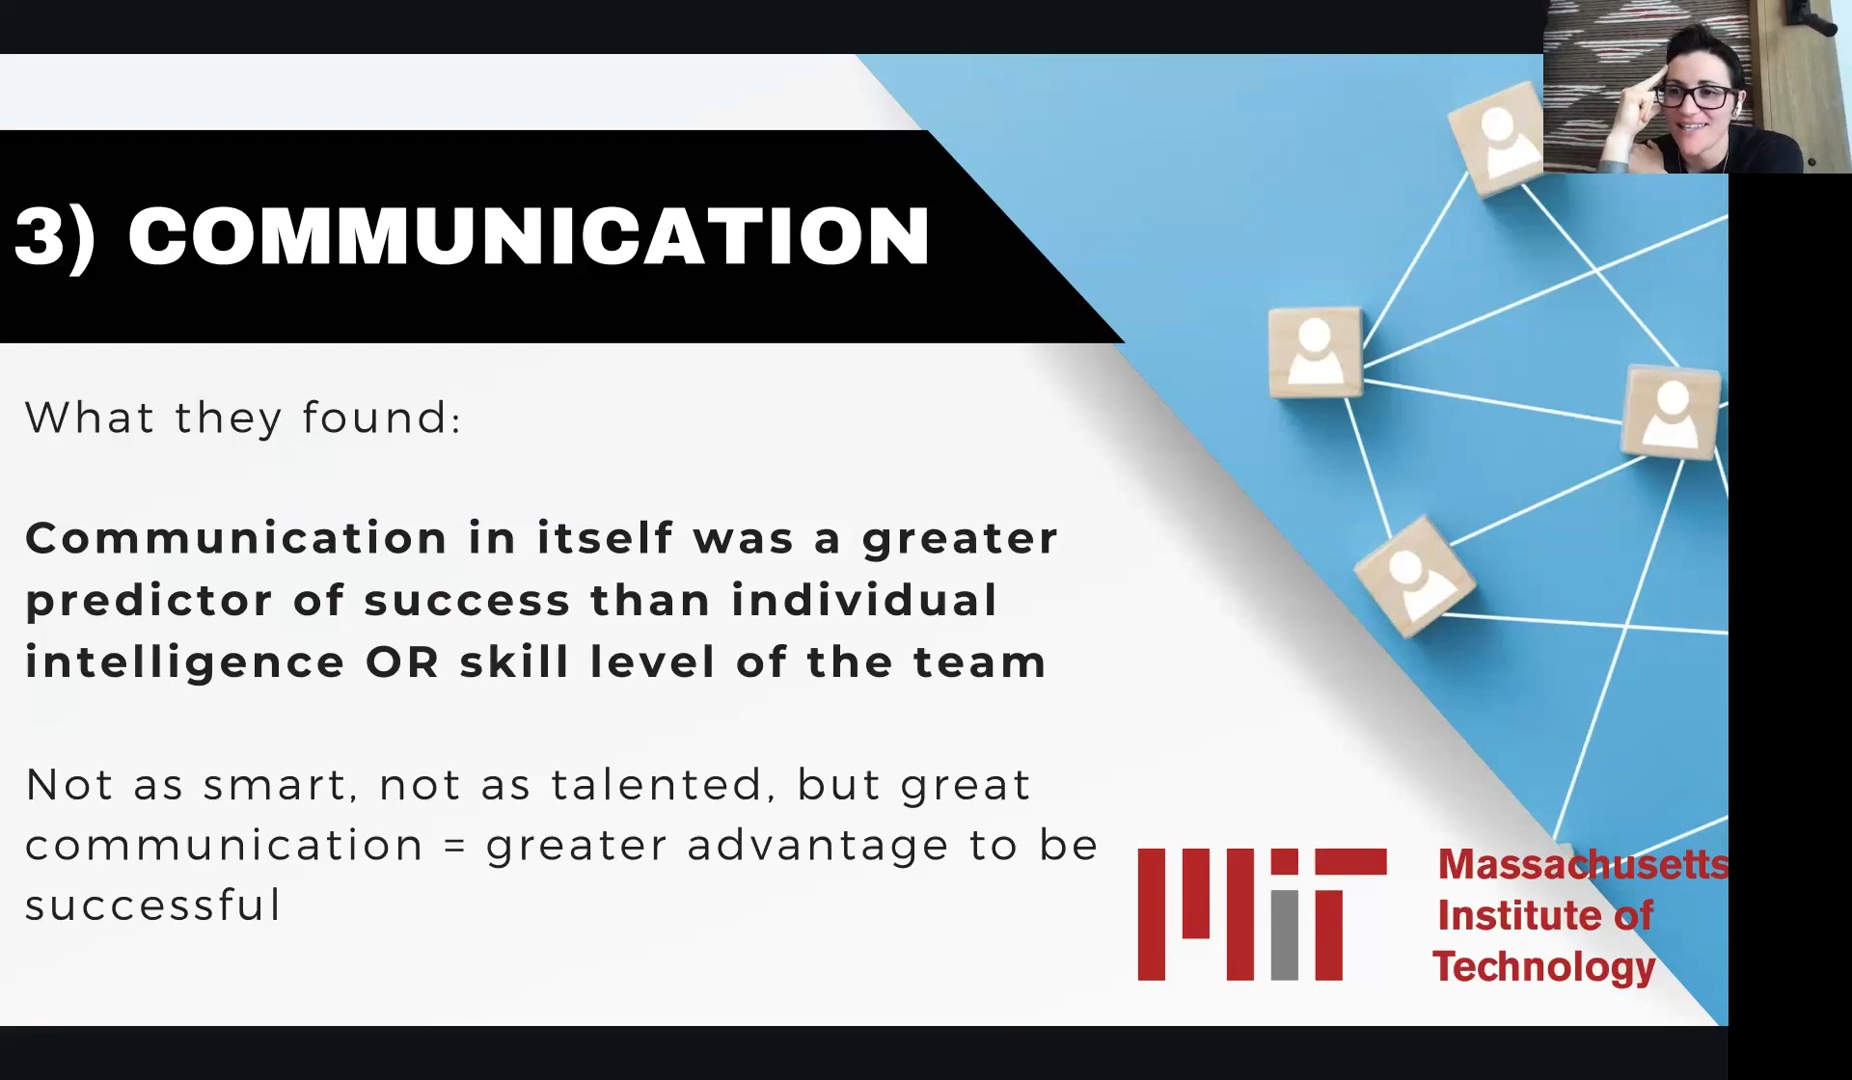 3) COMMUNICATION
What they found:
Communication in itself was a greater
predictor of success than individual
intelligence OR skill level of the team
Not as smart, not as talented, but great
communication = greater advantage to be
successful
MIT
Massachusetts
Institute of
Technology